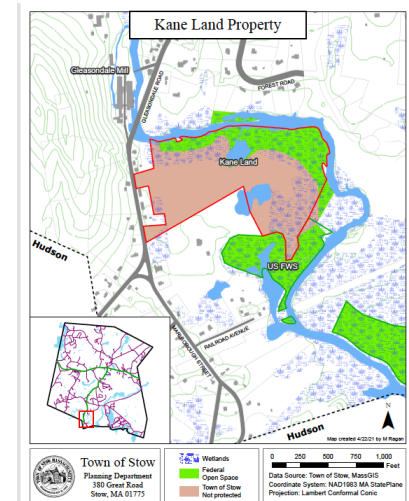 Kane Land Property
Gleasondale Mill
GLEASONDALE ROAD
FOREST ROAD
Kane Land
Hudson
US FWS
RAILROAD AVENUE
MARLBOROUGH STREET
Hudson
N
Map created 4/22/21 by M Ragan
Town of Stow
Planning Department
380 Great Road
Stow, MA 01775
Wetlands
Federal
Open Space
Town of Stow
Not protected
0 250 500 750 1,000
Feet
Data Source: Town of Stow, MassGIS
Coordinate System: NAD1983 MA StatePlane
Projection: Lambert Conformal Conic